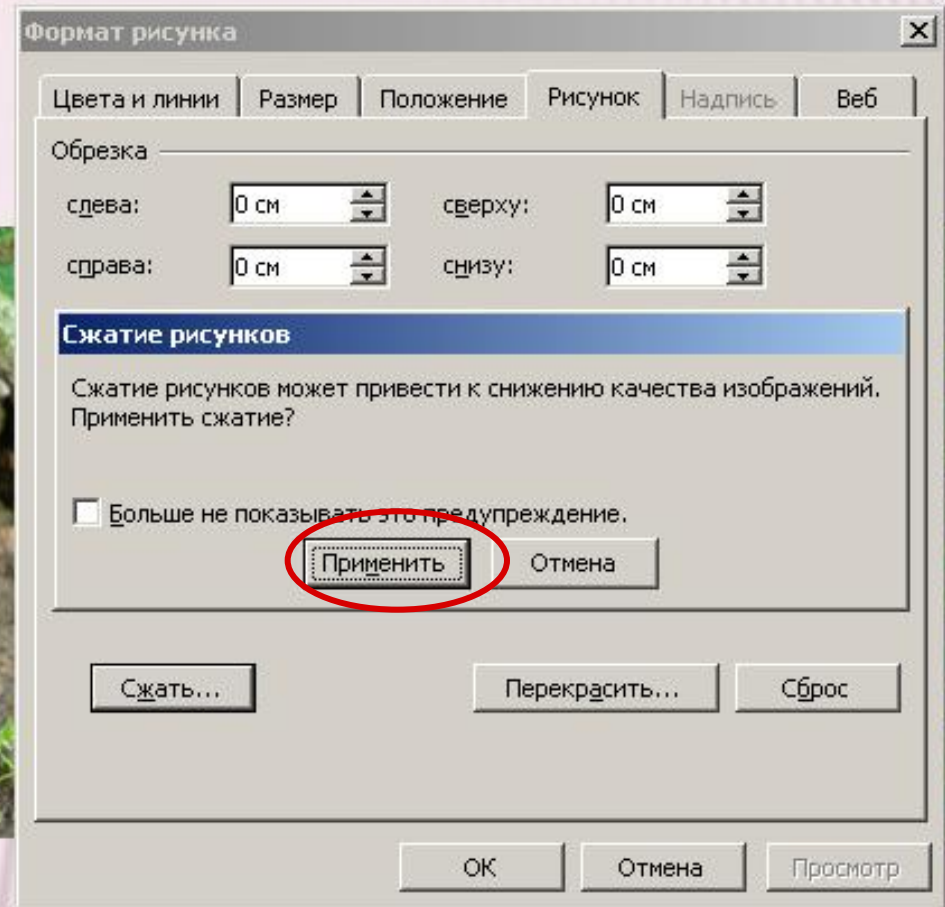 Формат рисунка
Цвета и линии Размер Положение Рисунок Надпись Веб
Обрезка
слева: 0 см сверху: 0 см
справа: 0 см снизу: 0 см
Сжатие рисунков
Сжатие рисунков может привести к снижению качества изображений.
Применить сжатие?
Больше не показывать это предупреждение.
Применить Отмена
Сжать... Перекрасить... Сброс
ОК Отмена Просмотр